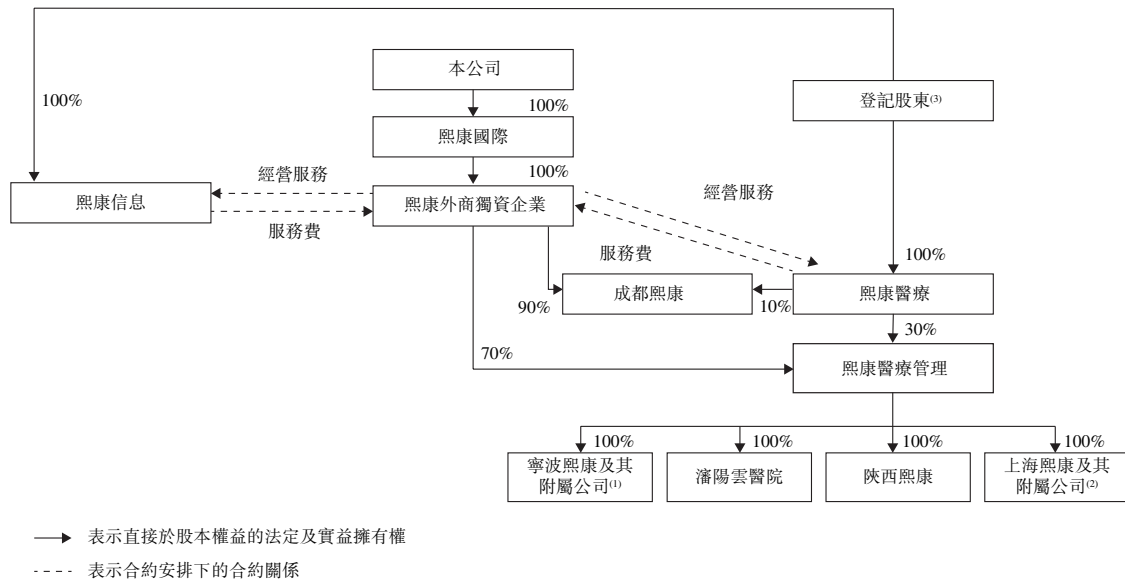 本公司
登記股東(3)
100%
100%
熙康國際
100%
經營服務
經營服務
熙康信息
熙康外商獨資企業
服務費
服務費
100%
成都熙康
熙康醫療
90%
10%
30%
70%
熙康醫療管理
100%
100%
100%
100%
寧波熙康及其
附屬公司(1)
瀋陽雲醫院
陝西熙康
上海熙康及其
附屬公司(2)
表示直接於股本權益的法定及實益擁有權
表示合約安排下的合約關係